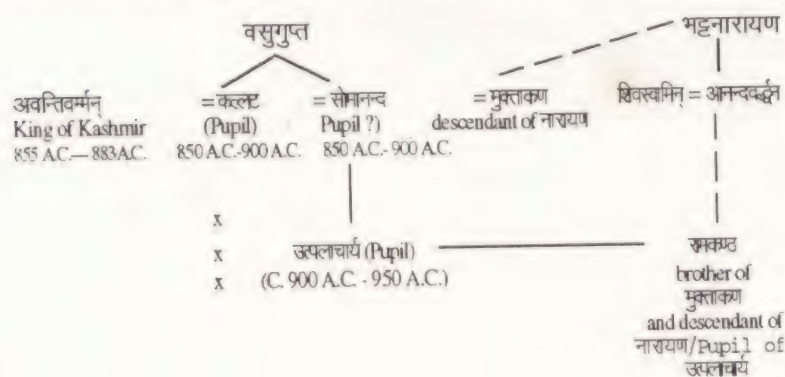 वसुगुप्त
भट्टनारायण
अवन्तिवर्म्मन्
King of Kashmir
855 A.C.— 883A.C.
= कल्लट
(Pupil)
850 A.C.-900 A.C.
= सोमानन्द
Pupil ?)
850 A.C.- 900 A.C.
= मुक्ताकण
descendant of नारायण
शिवस्वमिन् = आनन्दवर्द्धन
x
x
x
उत्पलाचार्य (Pupil)
(C. 900 A.C. - 950 A.C.)
रामकण्ठ
brother of
मुक्ताकण
and descendant of
नारायण/Pupil of
उत्पलाचार्य